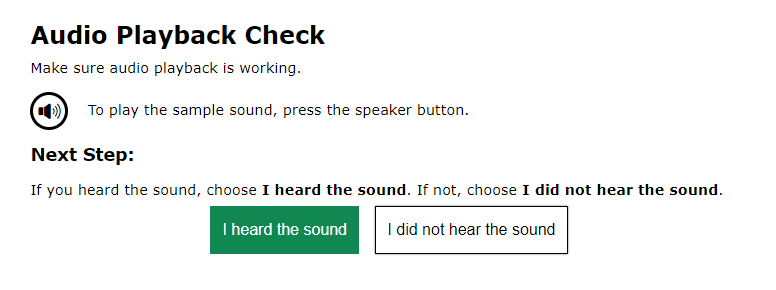 Audio Playback Check
Make sure audio playback is working.
To play the sample sound, press the speaker button.
Next Step:
If you heard the sound, choose I heard the sound. If not, choose I did not hear the sound.
I heard the sound
I did not hear the sound